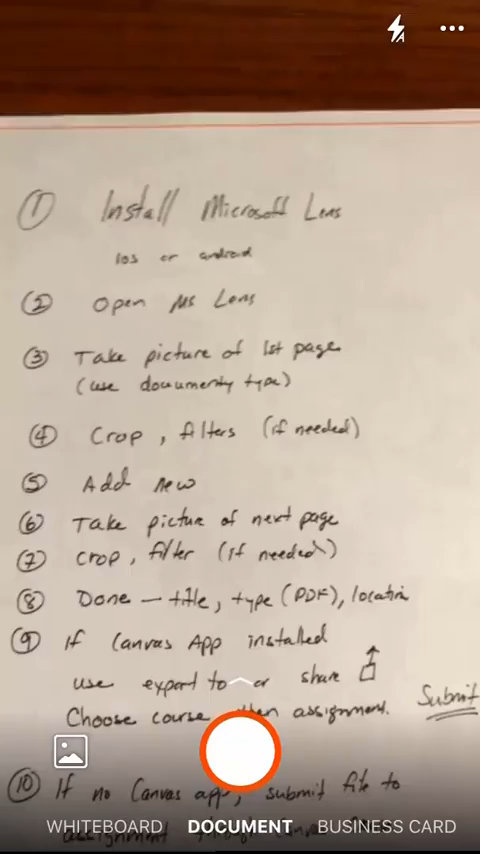 ① Install Microsoft Lens
ios or android
② Open MS Lens
③ Take picture of 1st page
(use documenty type)
④ Crop, filters (if needed)
⑤ Add new
⑥ Take picture of next page
⑦ Crop, filter (if needed)
⑧ Done – title, type (PDF), location
⑨ If Canvas App installed
use export to or share
Choose course then assignment. Submit
⑩ If no Canvas app, submit file to
assignment
WHITEBOARD DOCUMENT BUSINESS CARD